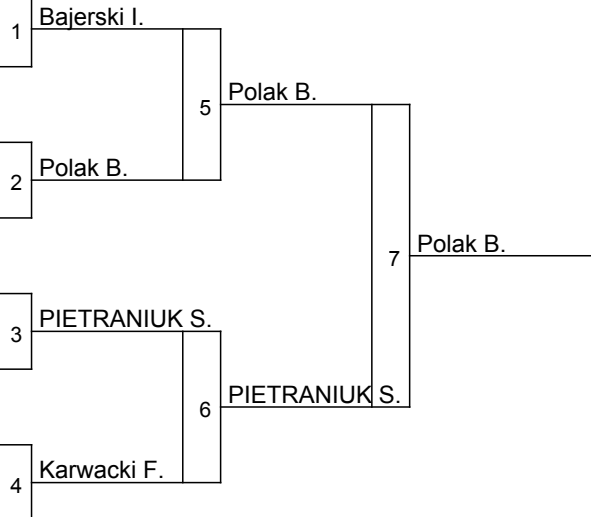 Bajerski I.
1
Polak B.
5
Polak B.
2
Polak B.
7
PIETRANIUK S.
3
PIETRANIUK S.
6
Karwacki F.
4